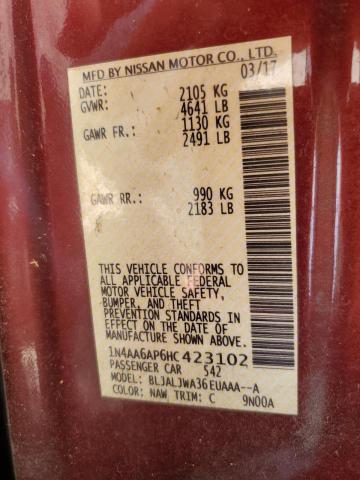 MFD BY NISSAN MOTOR CO., LTD.
DATE: 03/17
GVWR: 2105 KG
4641 LB
GAWR FR.: 1130 KG
2491 LB
GAWR RR.: 990 KG
2183 LB
THIS VEHICLE CONFORMS TO
ALL APPLICABLE FEDERAL
MOTOR VEHICLE SAFETY,
BUMPER, AND THEFT
PREVENTION STANDARDS IN
EFFECT ON THE DATE OF
MANUFACTURE SHOWN ABOVE.
1N4AA6AP6HC423102
PASSENGER CAR 542
MODEL: BLJALJWA36EUAAA--A
COLOR: NAW TRIM: C 9N00A